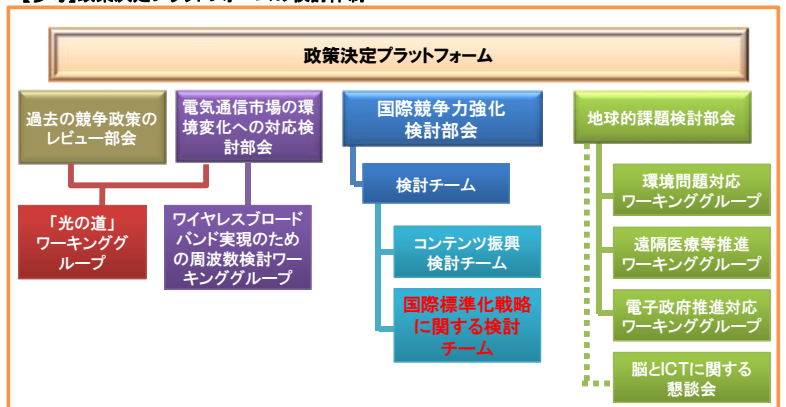 政策決定プラットフォーム
過去の競争政策の
レビュー部会
電気通信市場の環
境変化への対応検
討部会
国際競争力強化
検討部会
地球的課題検討部会
「光の道」
ワーキンググ
ループ
ワイヤレスブロード
バンド実現のため
の周波数検討ワー
キンググループ
検討チーム
コンテンツ振興
検討チーム
国際標準化戦略
に関する検討
チーム
環境問題対応
ワーキンググループ
遠隔医療等推進
ワーキンググループ
電子政府推進対応
ワーキンググループ
脳とICTに関する
懇談会